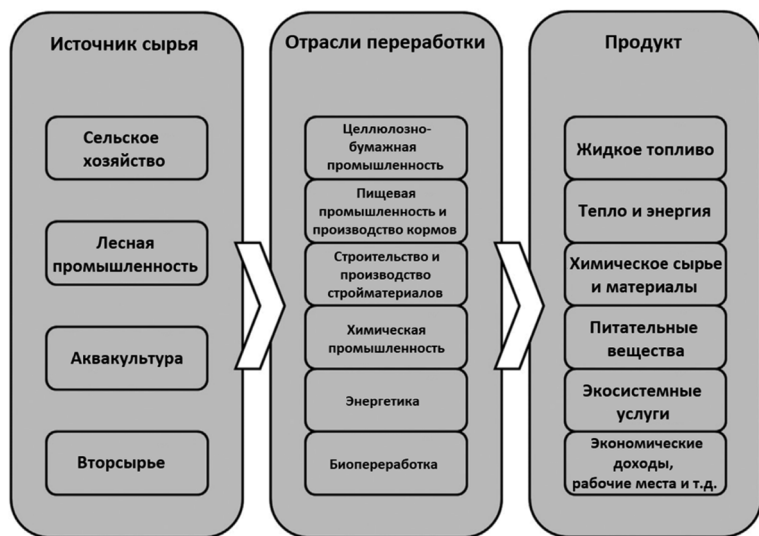 Источник сырья
Сельское
хозяйство
Лесная
промышленность
Аквакультура
Вторсырье
Отрасли переработки
Целлюлозно-
бумажная
промышленность
Пищевая
промышленность и
производство кормов
Строительство и
производство
стройматериалов
Химическая
промышленность
Энергетика
Биопереработка
Продукт
Жидкое топливо
Тепло и энергия
Химическое сырье
и материалы
Питательные
вещества
Экосистемные
услуги
Экономические
доходы,
рабочие места и т.д.